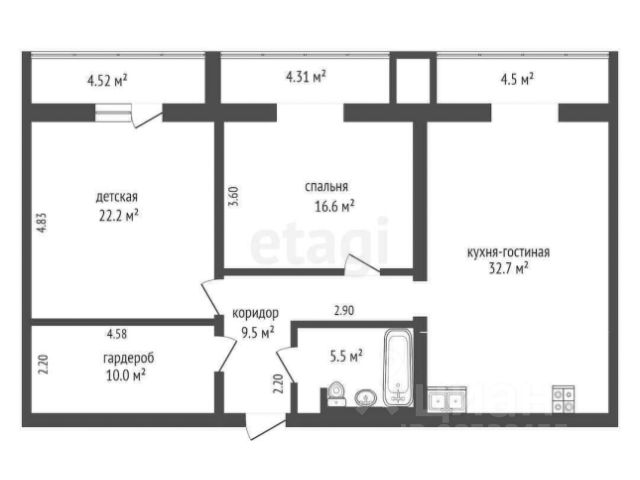 4.52 м²
4.31 м²
4.5 м²
детская
22.2 м²
4.83
спальня
16.6 м²
3.60
кухня-гостиная
32.7 м²
etagi
коридор
9.5 м²
2.90
4.58
гардероб
10.0 м²
2.20
5.5 м²
2.20
ЦИАН